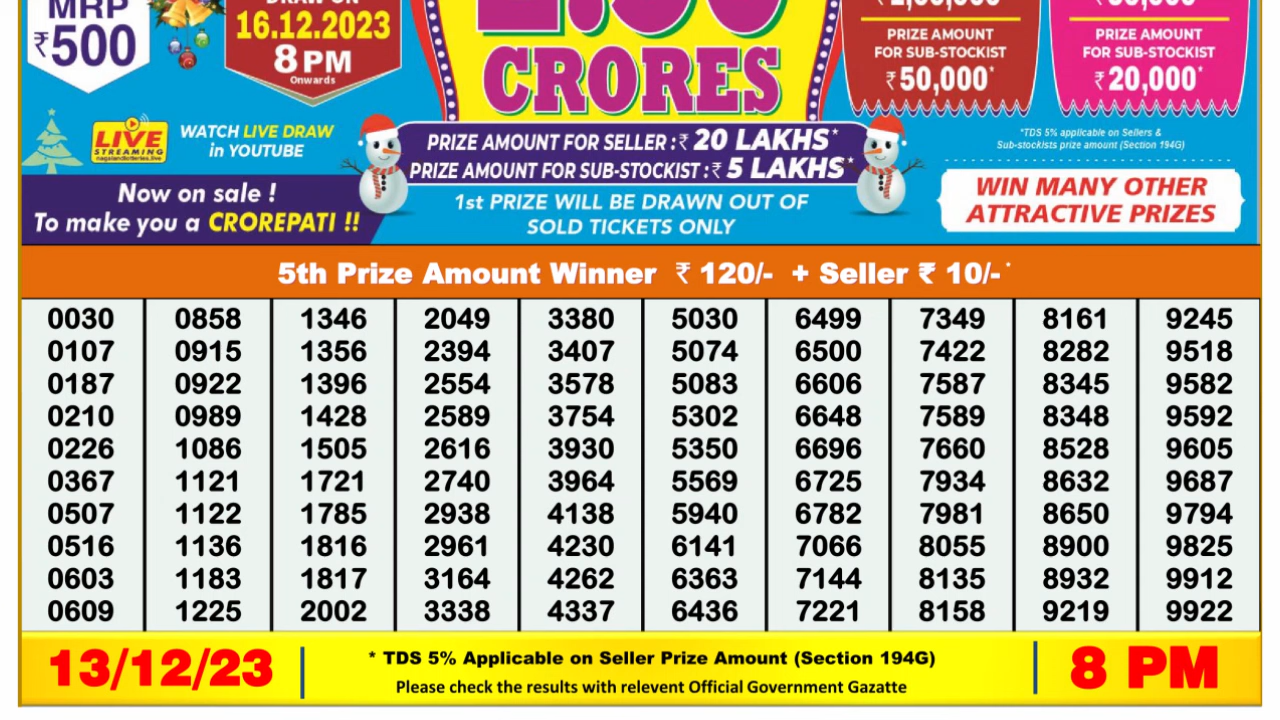 MRP
₹500
DRAW ON
16.12.2023
8 PM
Onwards
CRORES
PRIZE AMOUNT
FOR SUB-STOCKIST
₹ 50,000*
PRIZE AMOUNT
FOR SUB-STOCKIST
₹ 20,000*
LIVE
STREAMING
nagalandlotteries.live
WATCH LIVE DRAW
in YOUTUBE
PRIZE AMOUNT FOR SELLER :₹ 20 LAKHS*
PRIZE AMOUNT FOR SUB-STOCKIST :₹ 5 LAKHS*
*TDS 5% applicable on Sellers &
Sub-stockists prize amount (Section 194G)
Now on sale !
To make you a CROREPATI !!
1st PRIZE WILL BE DRAWN OUT OF
SOLD TICKETS ONLY
WIN MANY OTHER
ATTRACTIVE PRIZES
5th Prize Amount Winner ₹ 120/- + Seller ₹ 10/-*
0030 0858 1346 2049 3380 5030 6499 7349 8161 9245
0107 0915 1356 2394 3407 5074 6500 7422 8282 9518
0187 0922 1396 2554 3578 5083 6606 7587 8345 9582
0210 0989 1428 2589 3754 5302 6648 7589 8348 9592
0226 1086 1505 2616 3930 5350 6696 7660 8528 9605
0367 1121 1721 2740 3964 5569 6725 7934 8632 9687
0507 1122 1785 2938 4138 5940 6782 7981 8650 9794
0516 1136 1816 2961 4230 6141 7066 8055 8900 9825
0603 1183 1817 3164 4262 6363 7144 8135 8932 9912
0609 1225 2002 3338 4337 6436 7221 8158 9219 9922
13/12/23
* TDS 5% Applicable on Seller Prize Amount (Section 194G)
Please check the results with relevent Official Government Gazatte
8 PM